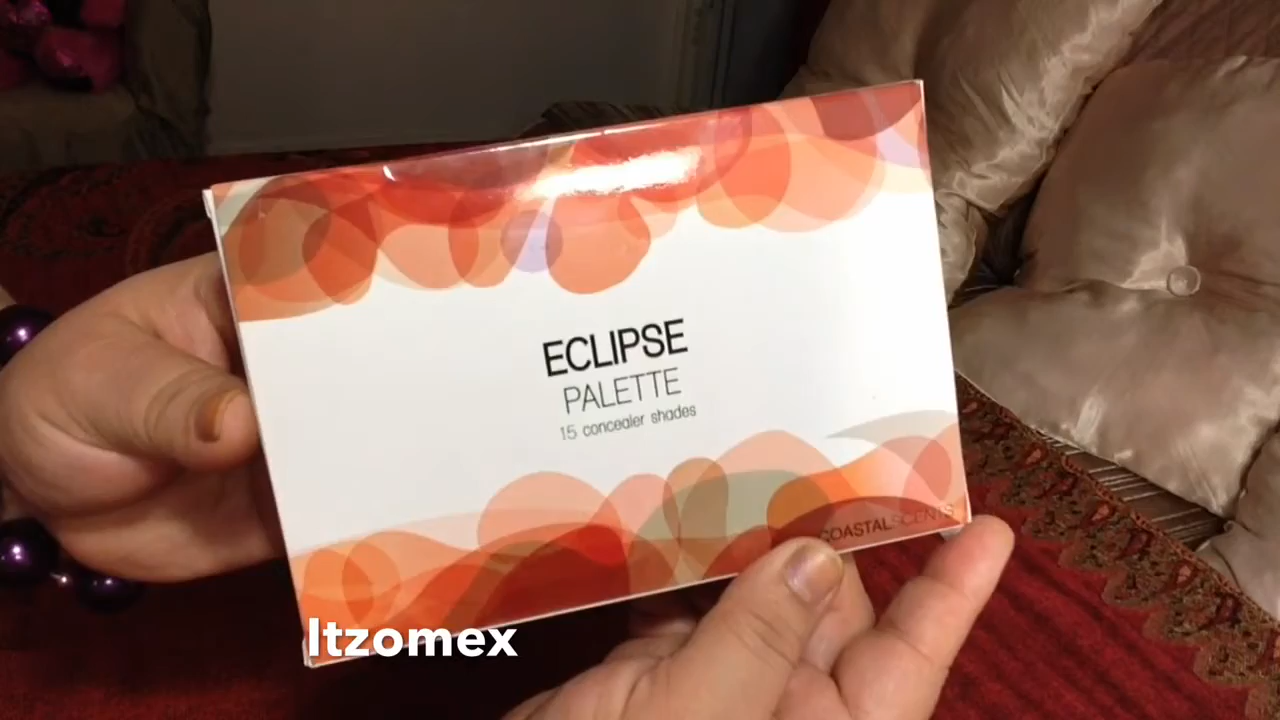 ECLIPSE
PALETTE
15 concealer shades
COASTALSCENTS
Itzomex